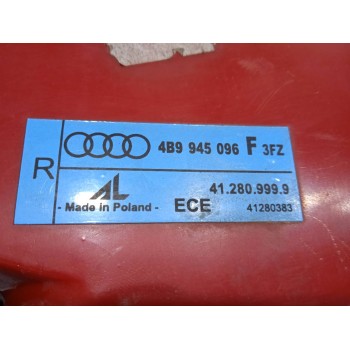 R
4B9 945 096 F 3FZ
AL
41.280.999.9
- Made in Poland - ECE 41280383